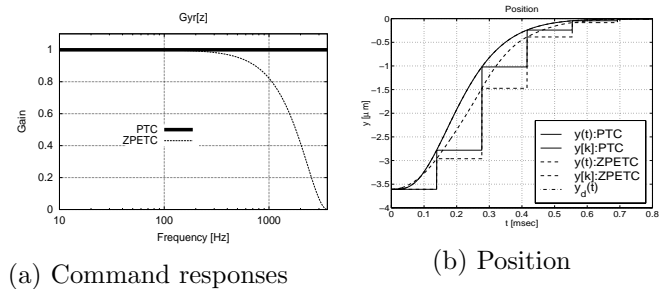 Gyr[z]
1
0.8
0.6
0.4
0.2
0
Gain
PTC
ZPETC
10
100
1000
Frequency [Hz]
(a) Command responses
Position
0
−0.5
−1
−1.5
−2
−2.5
−3
−3.5
−4
y [μ m]
y(t):PTC
y[k]:PTC
y(t):ZPETC
y[k]:ZPETC
y_d(t)
0
0.1
0.2
0.3
0.4
0.5
0.6
0.7
0.8
t [msec]
(b) Position